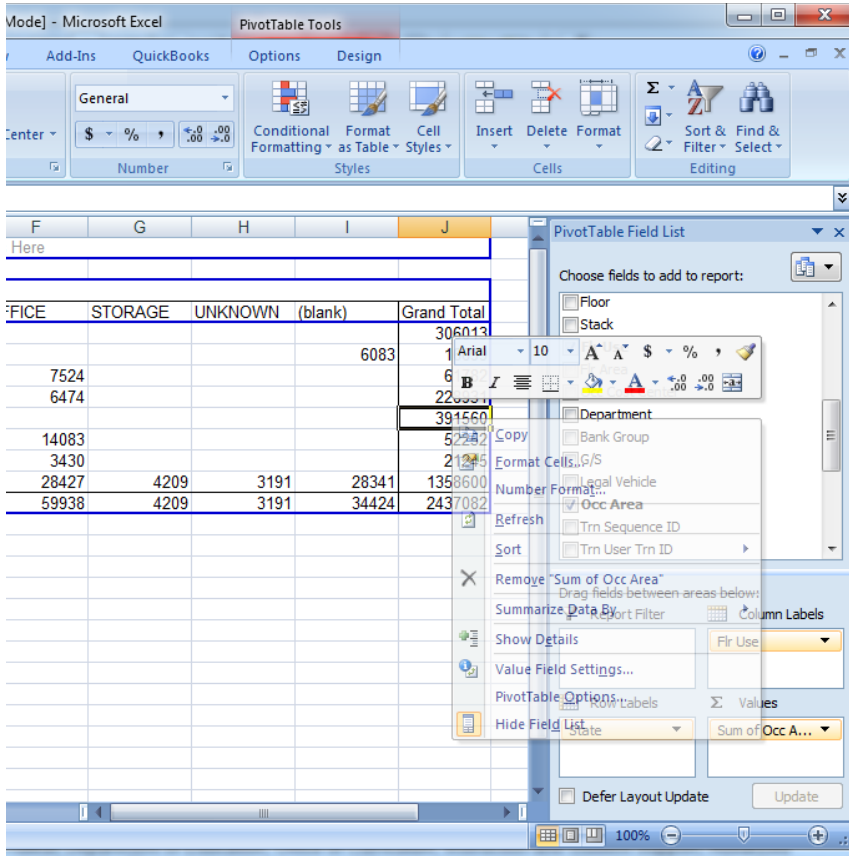 Mode] - Microsoft Excel
PivotTable Tools
Add-Ins QuickBooks Options Design
General
Center
$ % ,
Number
Conditional Formatting
Format as Table
Cell Styles
Styles
Insert Delete Format
Cells
Σ
Sort & Filter
Find & Select
Editing
F G H I J
Here
FFICE STORAGE UNKNOWN (blank) Grand Total
306013
6083
7524
6474
391560
14083
3430
28427 4209 3191 28341 1358600
59938 4209 3191 34424 2437082
Arial 10 A A $ % ,
B I A
Copy
Format Cells...
Number Format...
Refresh
Sort
Remove "Sum of Occ Area"
Summarize Data By
Show Details
Value Field Settings...
PivotTable Options...
Hide Field List
PivotTable Field List
Choose fields to add to report:
Floor
Stack
Flr Area
Department
Bank Group
G/S
Legal Vehicle
Occ Area
Trn Sequence ID
Trn User Trn ID
Drag fields between areas below:
Report Filter Column Labels
Flr Use
Row Labels Σ Values
State Sum of Occ A...
Defer Layout Update Update
100%